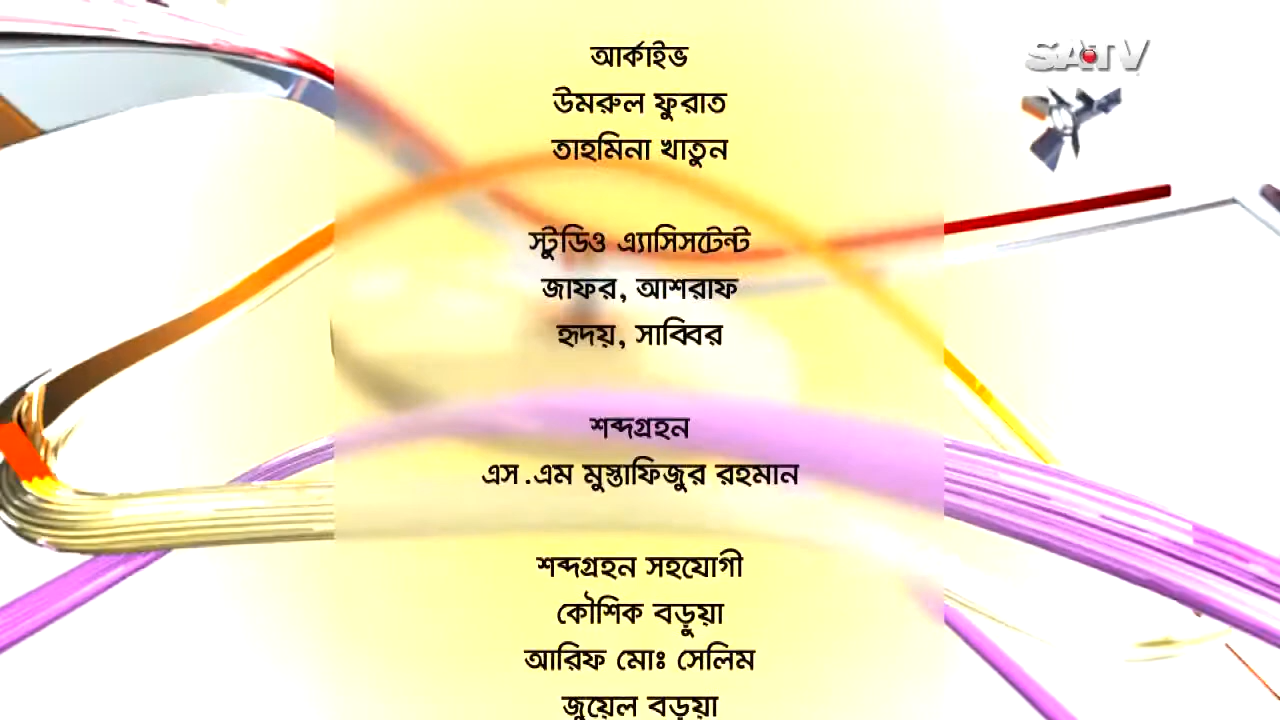 SATV
আর্কাইভ
উমরুল ফুরাত
তাহমিনা খাতুন
স্টুডিও এ্যাসিসটেন্ট
জাফর, আশরাফ
হৃদয়, সাব্বির
শব্দগ্রহন
এস.এম মুস্তাফিজুর রহমান
শব্দগ্রহন সহযোগী
কৌশিক বড়ুয়া
আরিফ মোঃ সেলিম
জুয়েল বড়ুয়া